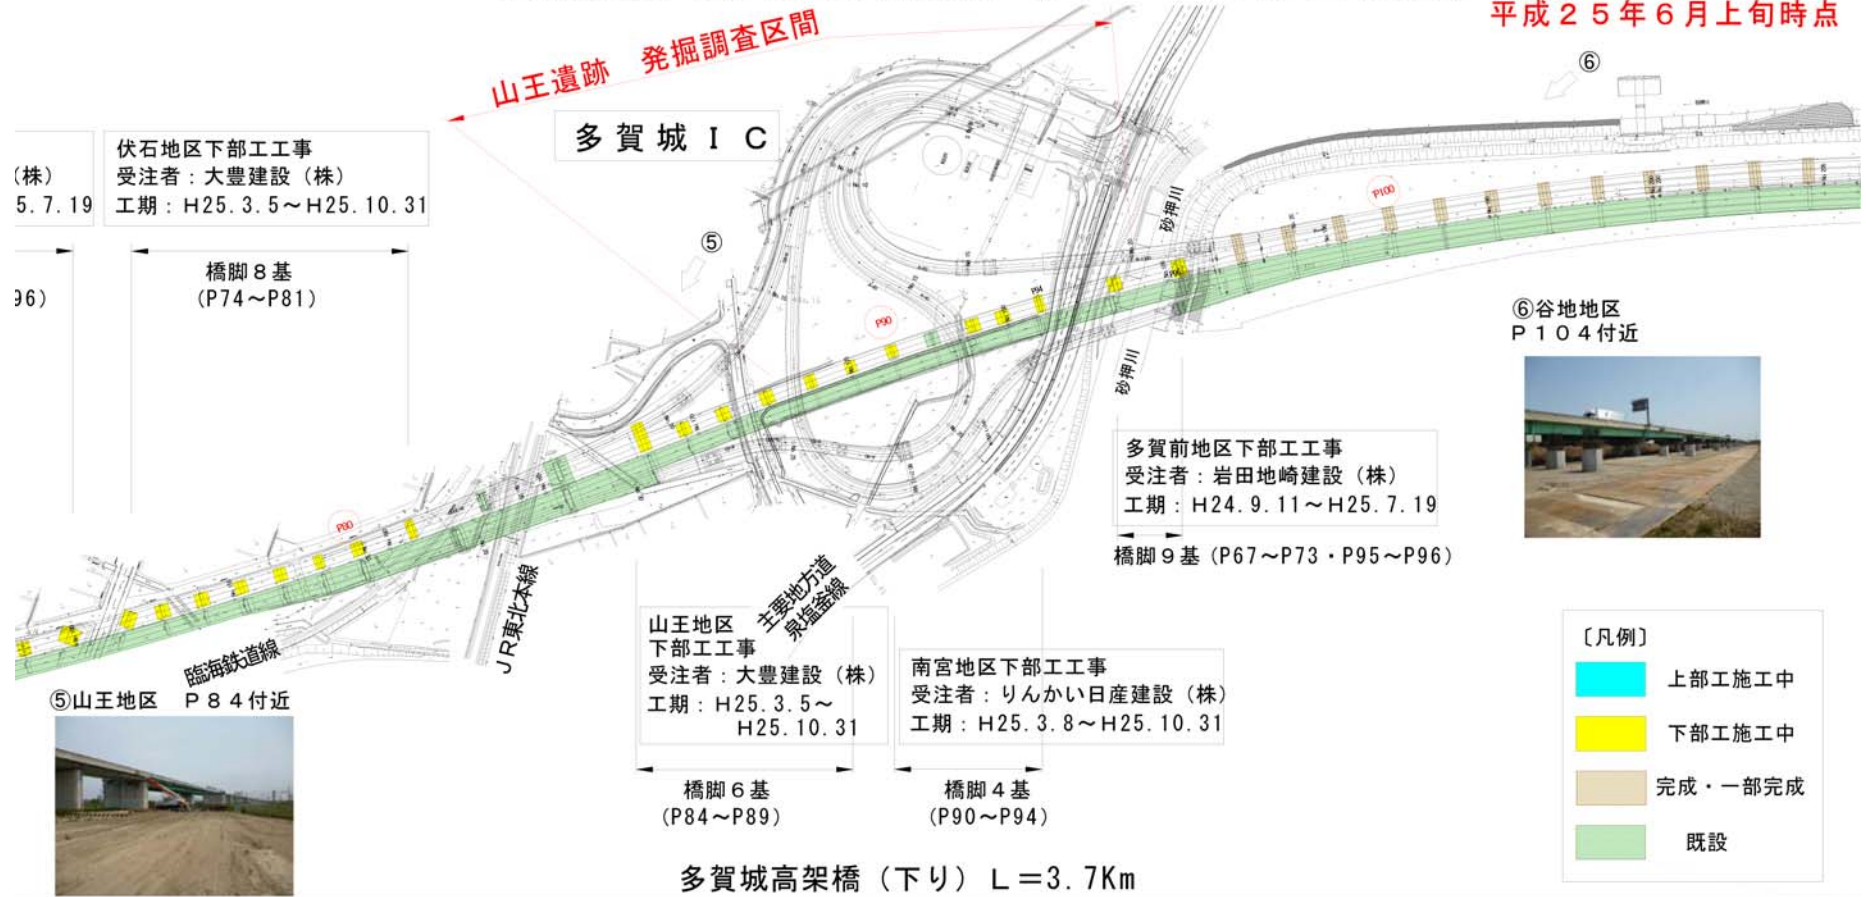 平成25年6月上旬時点
山王遺跡 発掘調査区間
⑥
多賀城IC
(株)
5.7.19
96)
伏石地区下部工工事
受注者:大豊建設(株)
工期:H25.3.5~H25.10.31
橋脚8基
(P74~P81)
⑤
砂押川
P100
P90
P94
P80
砂押川
⑥谷地地区
P104付近
多賀前地区下部工工事
受注者:岩田地崎建設(株)
工期:H24.9.11~H25.7.19
橋脚9基(P67~P73・P95~P96)
臨海鉄道線
JR東北本線
主要地方道
泉塩釜線
⑤山王地区 P84付近
山王地区
下部工工事
受注者:大豊建設(株)
工期:H25.3.5~
H25.10.31
橋脚6基
(P84~P89)
南宮地区下部工工事
受注者:りんかい日産建設(株)
工期:H25.3.8~H25.10.31
橋脚4基
(P90~P94)
〔凡例〕
上部工施工中
下部工施工中
完成・一部完成
既設
多賀城高架橋(下り)L=3.7Km